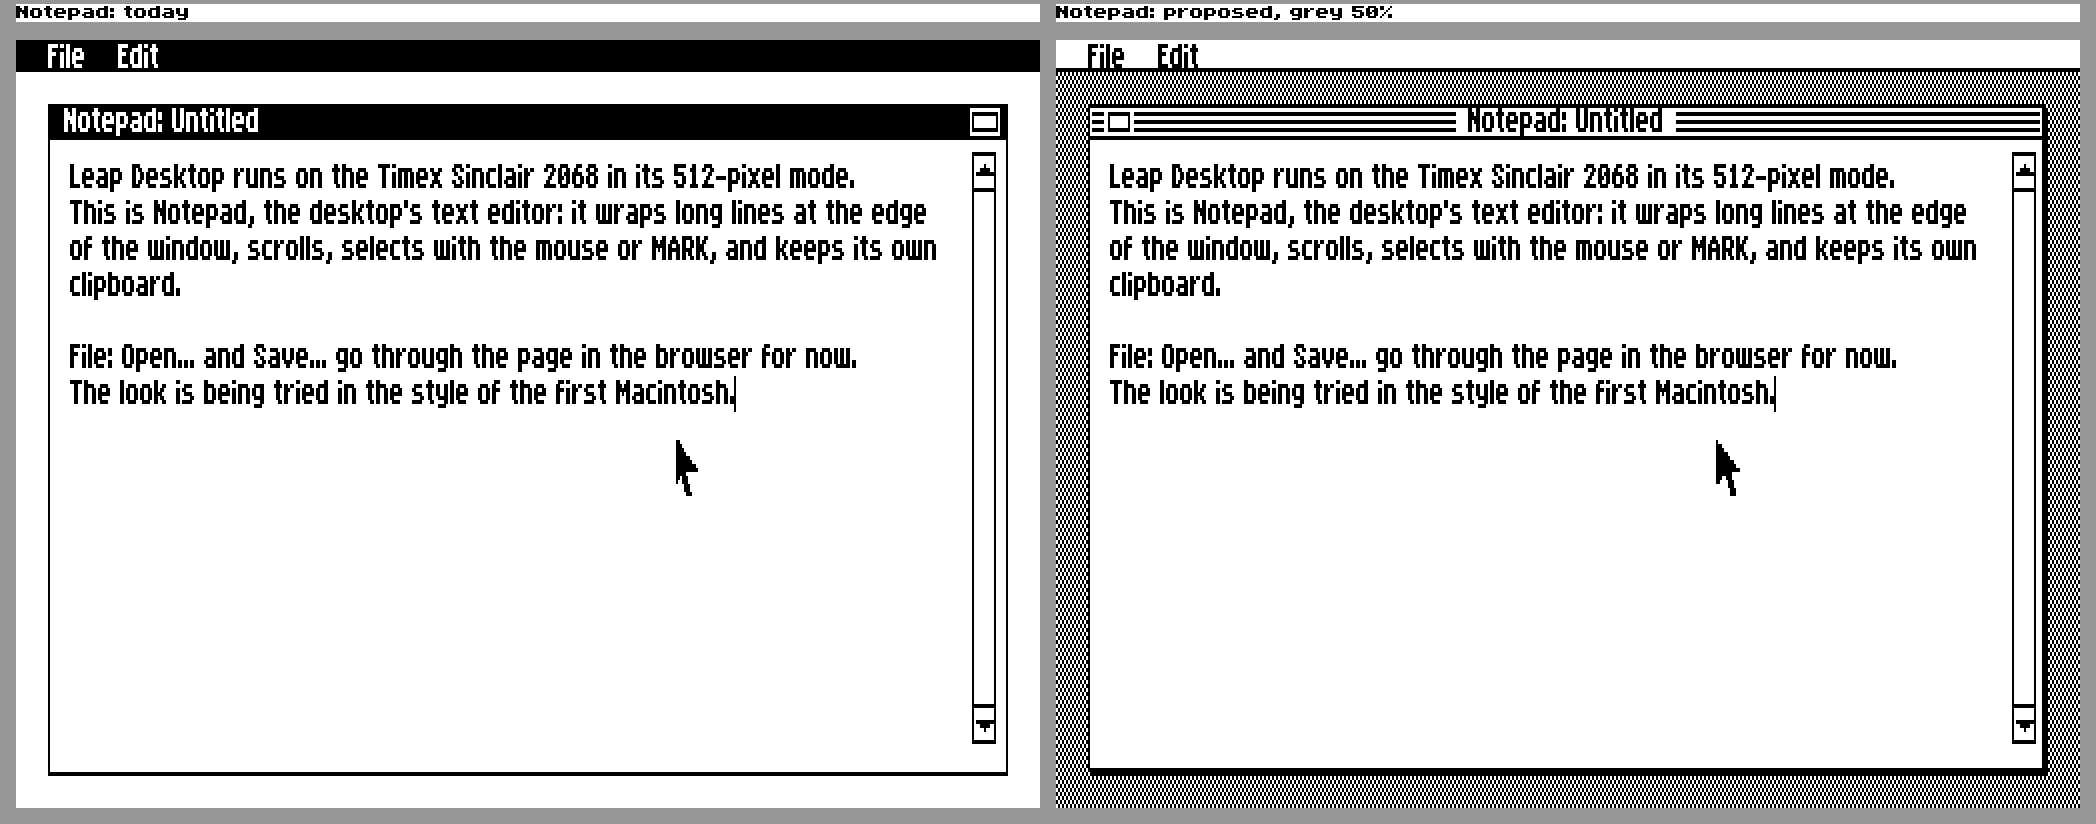 Notepad: today
File Edit
Notepad: Untitled
Leap Desktop runs on the Timex Sinclair 2068 in its 512-pixel mode.
This is Notepad, the desktop's text editor: it wraps long lines at the edge
of the window, scrolls, selects with the mouse or MARK, and keeps its own
clipboard.
File: Open... and Save... go through the page in the browser for now.
The look is being tried in the style of the first Macintosh.
Notepad: proposed, grey 50%
File Edit
Notepad: Untitled
Leap Desktop runs on the Timex Sinclair 2068 in its 512-pixel mode.
This is Notepad, the desktop's text editor: it wraps long lines at the edge
of the window, scrolls, selects with the mouse or MARK, and keeps its own
clipboard.
File: Open... and Save... go through the page in the browser for now.
The look is being tried in the style of the first Macintosh.